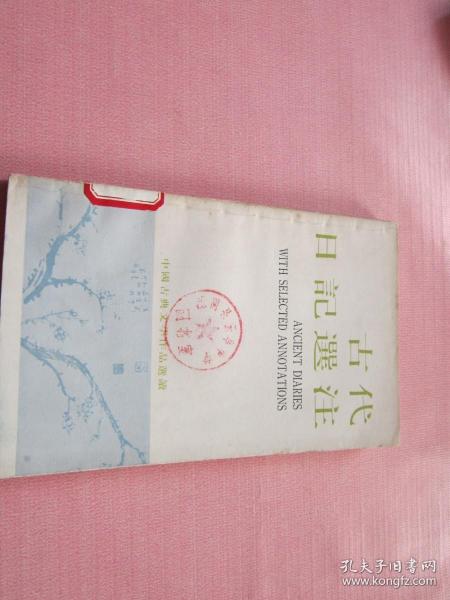 古代
日記選注
ANCIENT DIARIES
WITH SELECTED ANNOTATIONS
中國古典文學作品選讀
孔夫子旧书网
www.kongfz.com